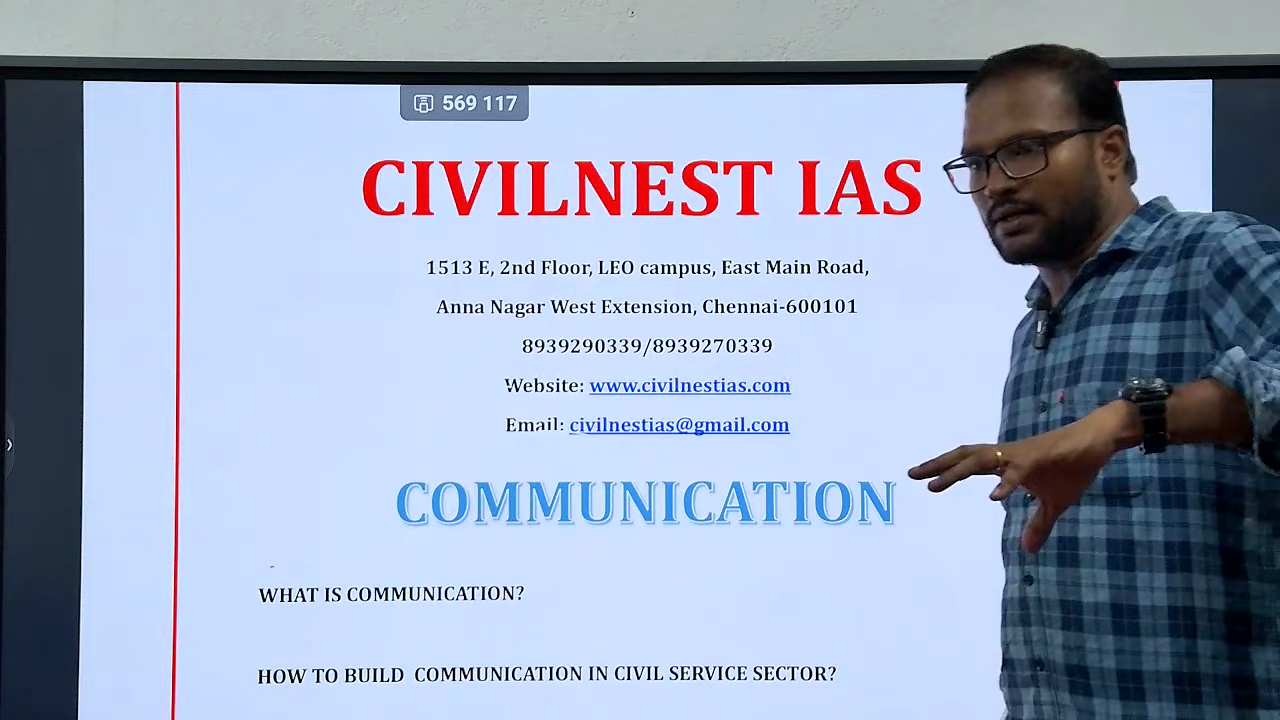 569 117
CIVILNEST IAS
1513 E, 2nd Floor, LEO campus, East Main Road,
Anna Nagar West Extension, Chennai-600101
8939290339/8939270339
Website: www.civilnestias.com
Email: civilnestias@gmail.com
COMMUNICATION
WHAT IS COMMUNICATION?
HOW TO BUILD COMMUNICATION IN CIVIL SERVICE SECTOR?